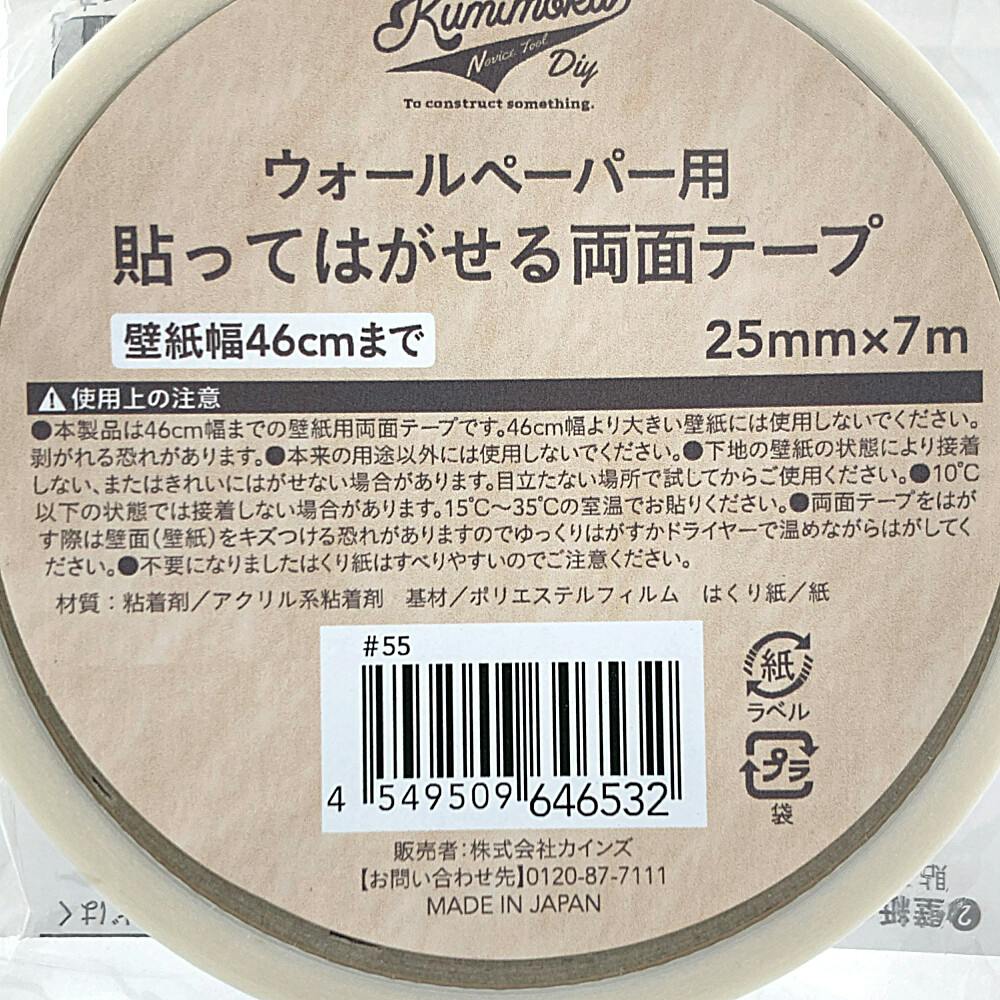 Kumimoku
Novice Tool
Diy
To construct something.
ウォールペーパー用
貼ってはがせる両面テープ
壁紙幅46cmまで
25mm×7m
使用上の注意
●本製品は46cm幅までの壁紙用両面テープです。46cm幅より大きい壁紙には使用しないでください。
剥がれる恐れがあります。●本来の用途以外には使用しないでください。●下地の壁紙の状態により接着
しない、またはきれいにはがせない場合があります。目立たない場所で試してからご使用ください。●10℃
以下の状態では接着しない場合があります。15℃〜35℃の室温でお貼りください。●両面テープをはが
す際は壁面(壁紙)をキズつける恐れがありますのでゆっくりはがすかドライヤーで温めながらはがしてく
ださい。●不要になりましたはくり紙はすべりやすいのでご注意ください。
材質：粘着剤／アクリル系粘着剤　基材／ポリエステルフィルム　はくり紙／紙
#55
4 549509 646532
紙
ラベル
プラ
袋
販売者：株式会社カインズ
【お問い合わせ先】0120-87-7111
MADE IN JAPAN
❷壁紙
貼